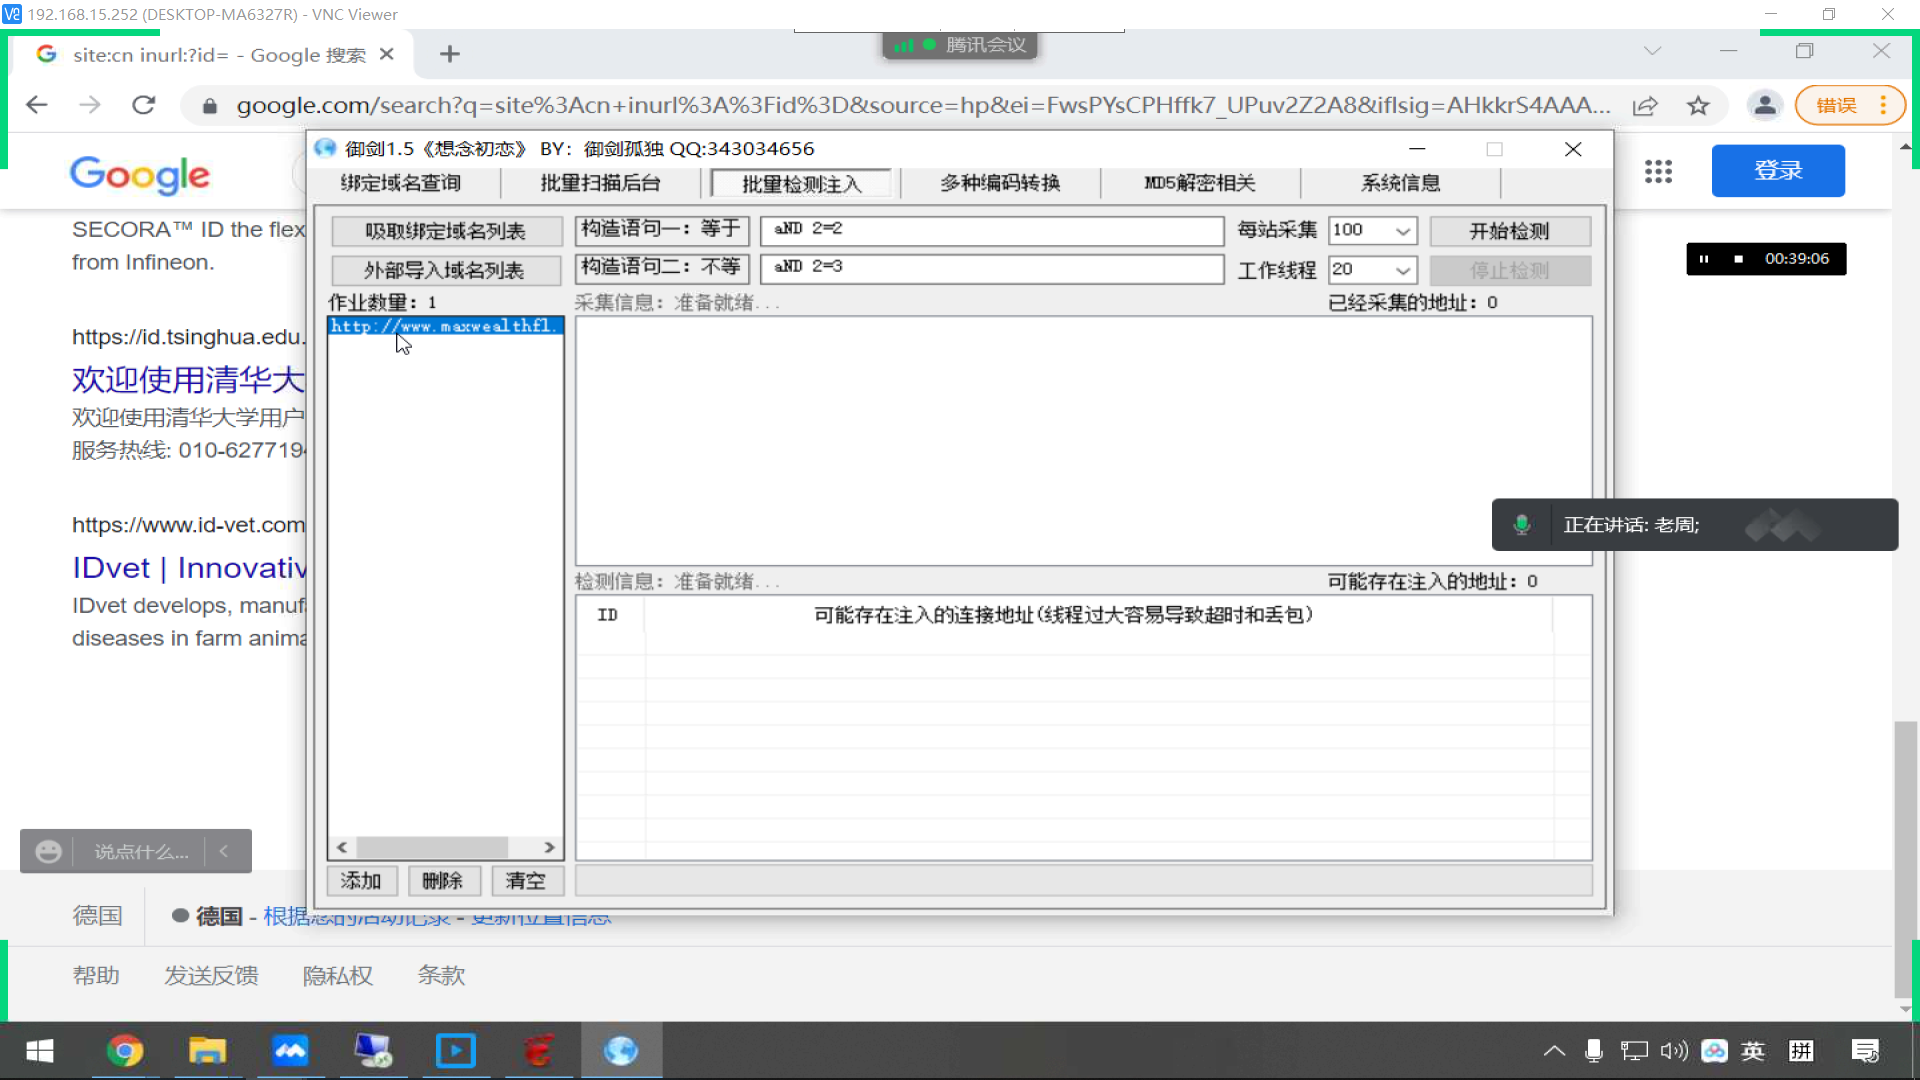 192.168.15.252 (DESKTOP-MA6327R) - VNC Viewer
site:cn inurl:?id= - Google 搜索
腾讯会议
google.com/search?q=site%3Acn+inurl%3A%3Fid%3D&source=hp&ei=FwsPYsCPHffk7_UPuv2Z2A8&iflsig=AHkkrS4AAA...
错误
御剑1.5《想念初恋》 BY：御剑孤独 QQ:343034656
Google
登录
绑定域名查询
批量扫描后台
批量检测注入
多种编码转换
MD5解密相关
系统信息
吸取绑定域名列表
构造语句一：等于
aND 2=2
每站采集
100
开始检测
外部导入域名列表
构造语句二：不等
aND 2=3
工作线程
20
停止检测
作业数量：1
采集信息：准备就绪...
已经采集的地址：0
http://www.maxwealthfl.
00:39:06
SECORA™ ID the flex
from Infineon.
https://id.tsinghua.edu.
欢迎使用清华大
欢迎使用清华大学用户
服务热线: 010-6277194
https://www.id-vet.com
IDvet | Innovativ
IDvet develops, manufa
diseases in farm anima
正在讲话: 老周;
检测信息：准备就绪...
可能存在注入的地址：0
ID
可能存在注入的连接地址(线程过大容易导致超时和丢包)
说点什么...
添加
删除
清空
德国
德国 - 根据您的活动记录 - 更新位置信息
帮助
发送反馈
隐私权
条款
英
拼